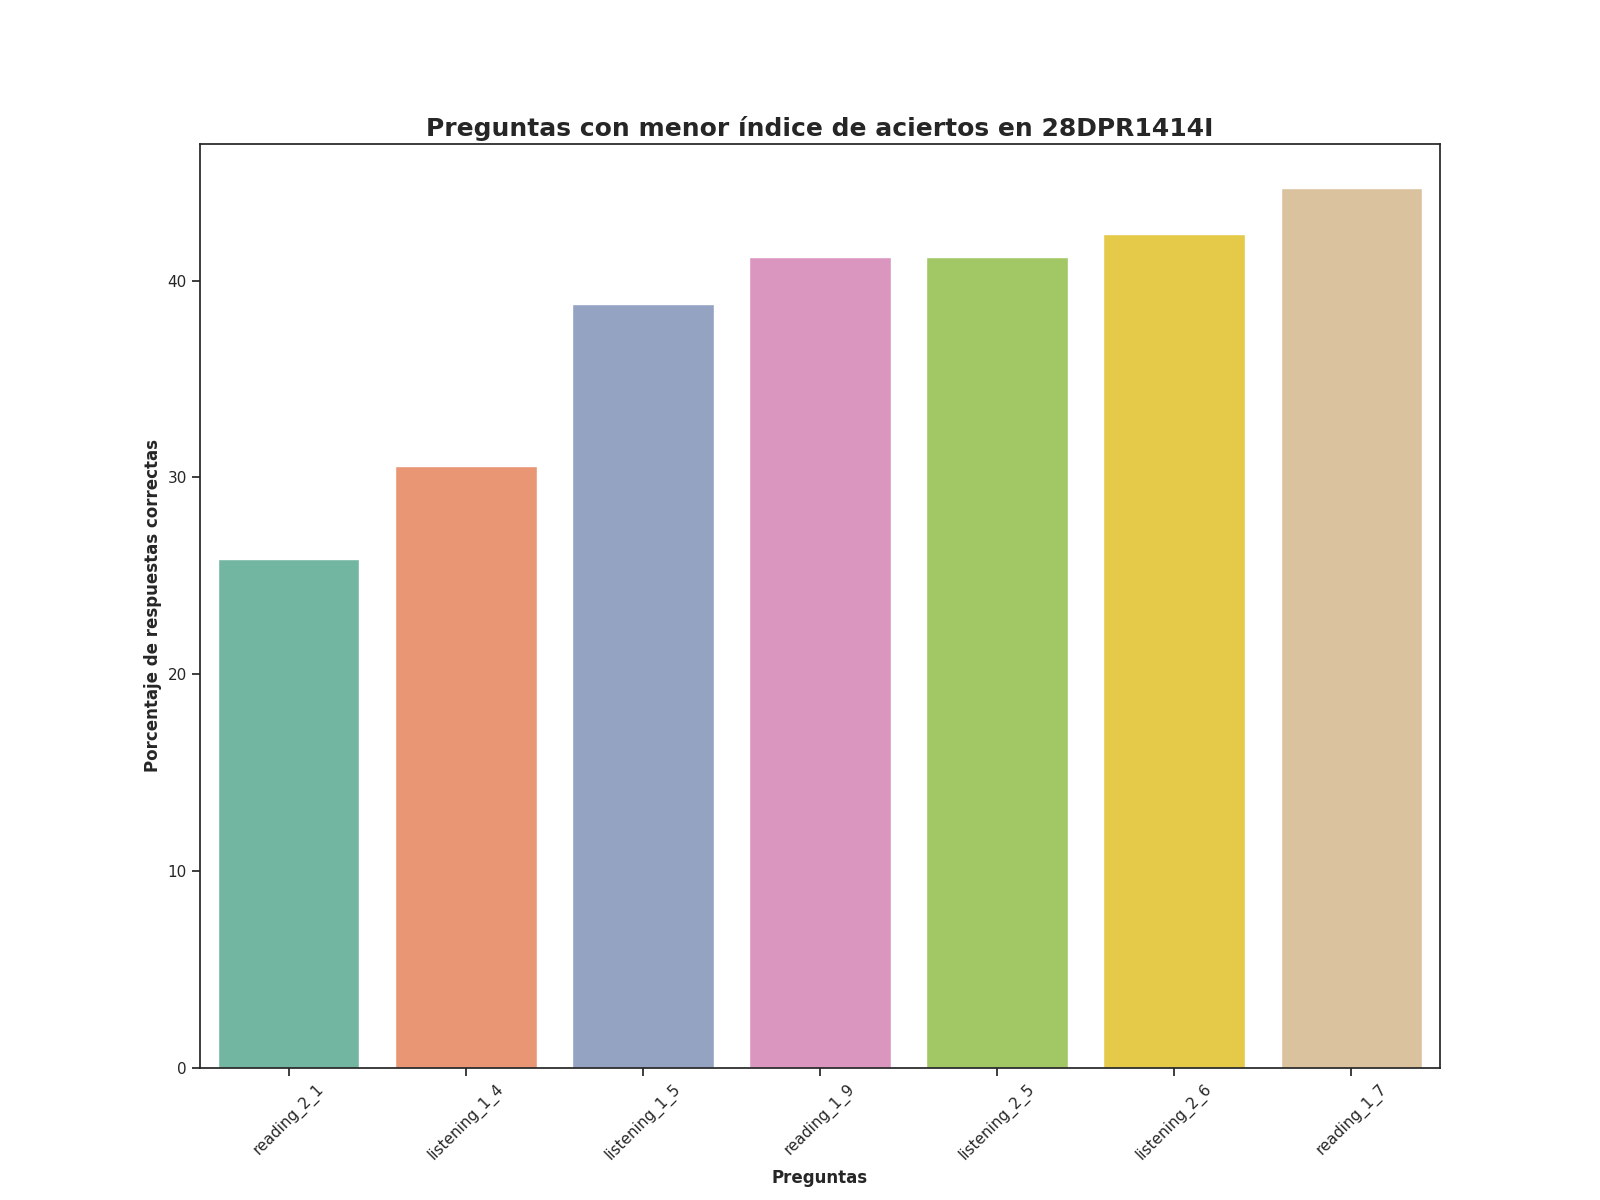 Preguntas con menor índice de aciertos en 28DPR1414I
Porcentaje de respuestas correctas
40
30
20
10
0
reading_2_1
listening_1_4
listening_1_5
reading_1_9
listening_2_5
listening_2_6
reading_1_7
Preguntas